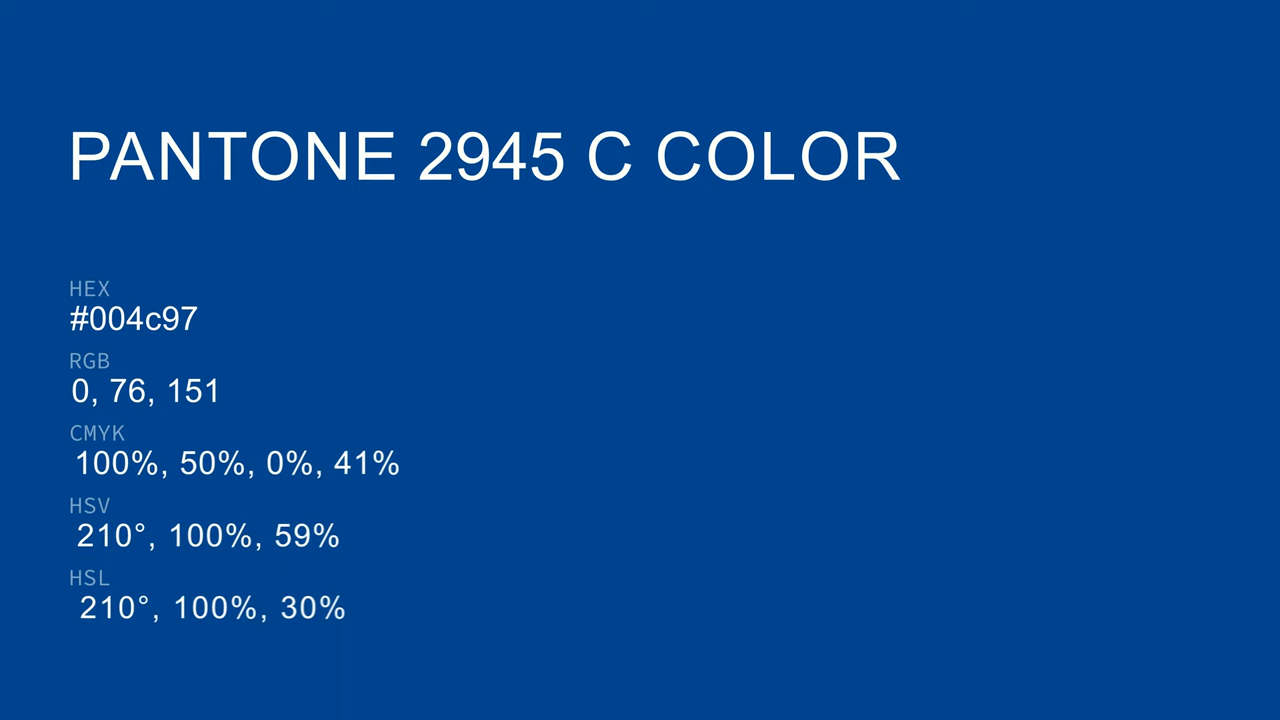 PANTONE 2945 C COLOR
HEX
#004c97
RGB
0, 76, 151
CMYK
100%, 50%, 0%, 41%
HSV
210°, 100%, 59%
HSL
210°, 100%, 30%